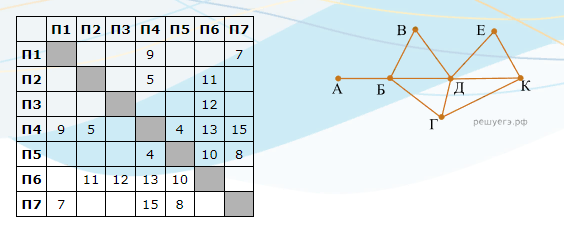 П1 П2 П3 П4 П5 П6 П7
П1 9 7
П2 5 11
П3 12
П4 9 5 4 13 15
П5 4 10 8
П6 11 12 13 10
П7 7 15 8
В Е
А Б Д К
Г
решуегэ.рф